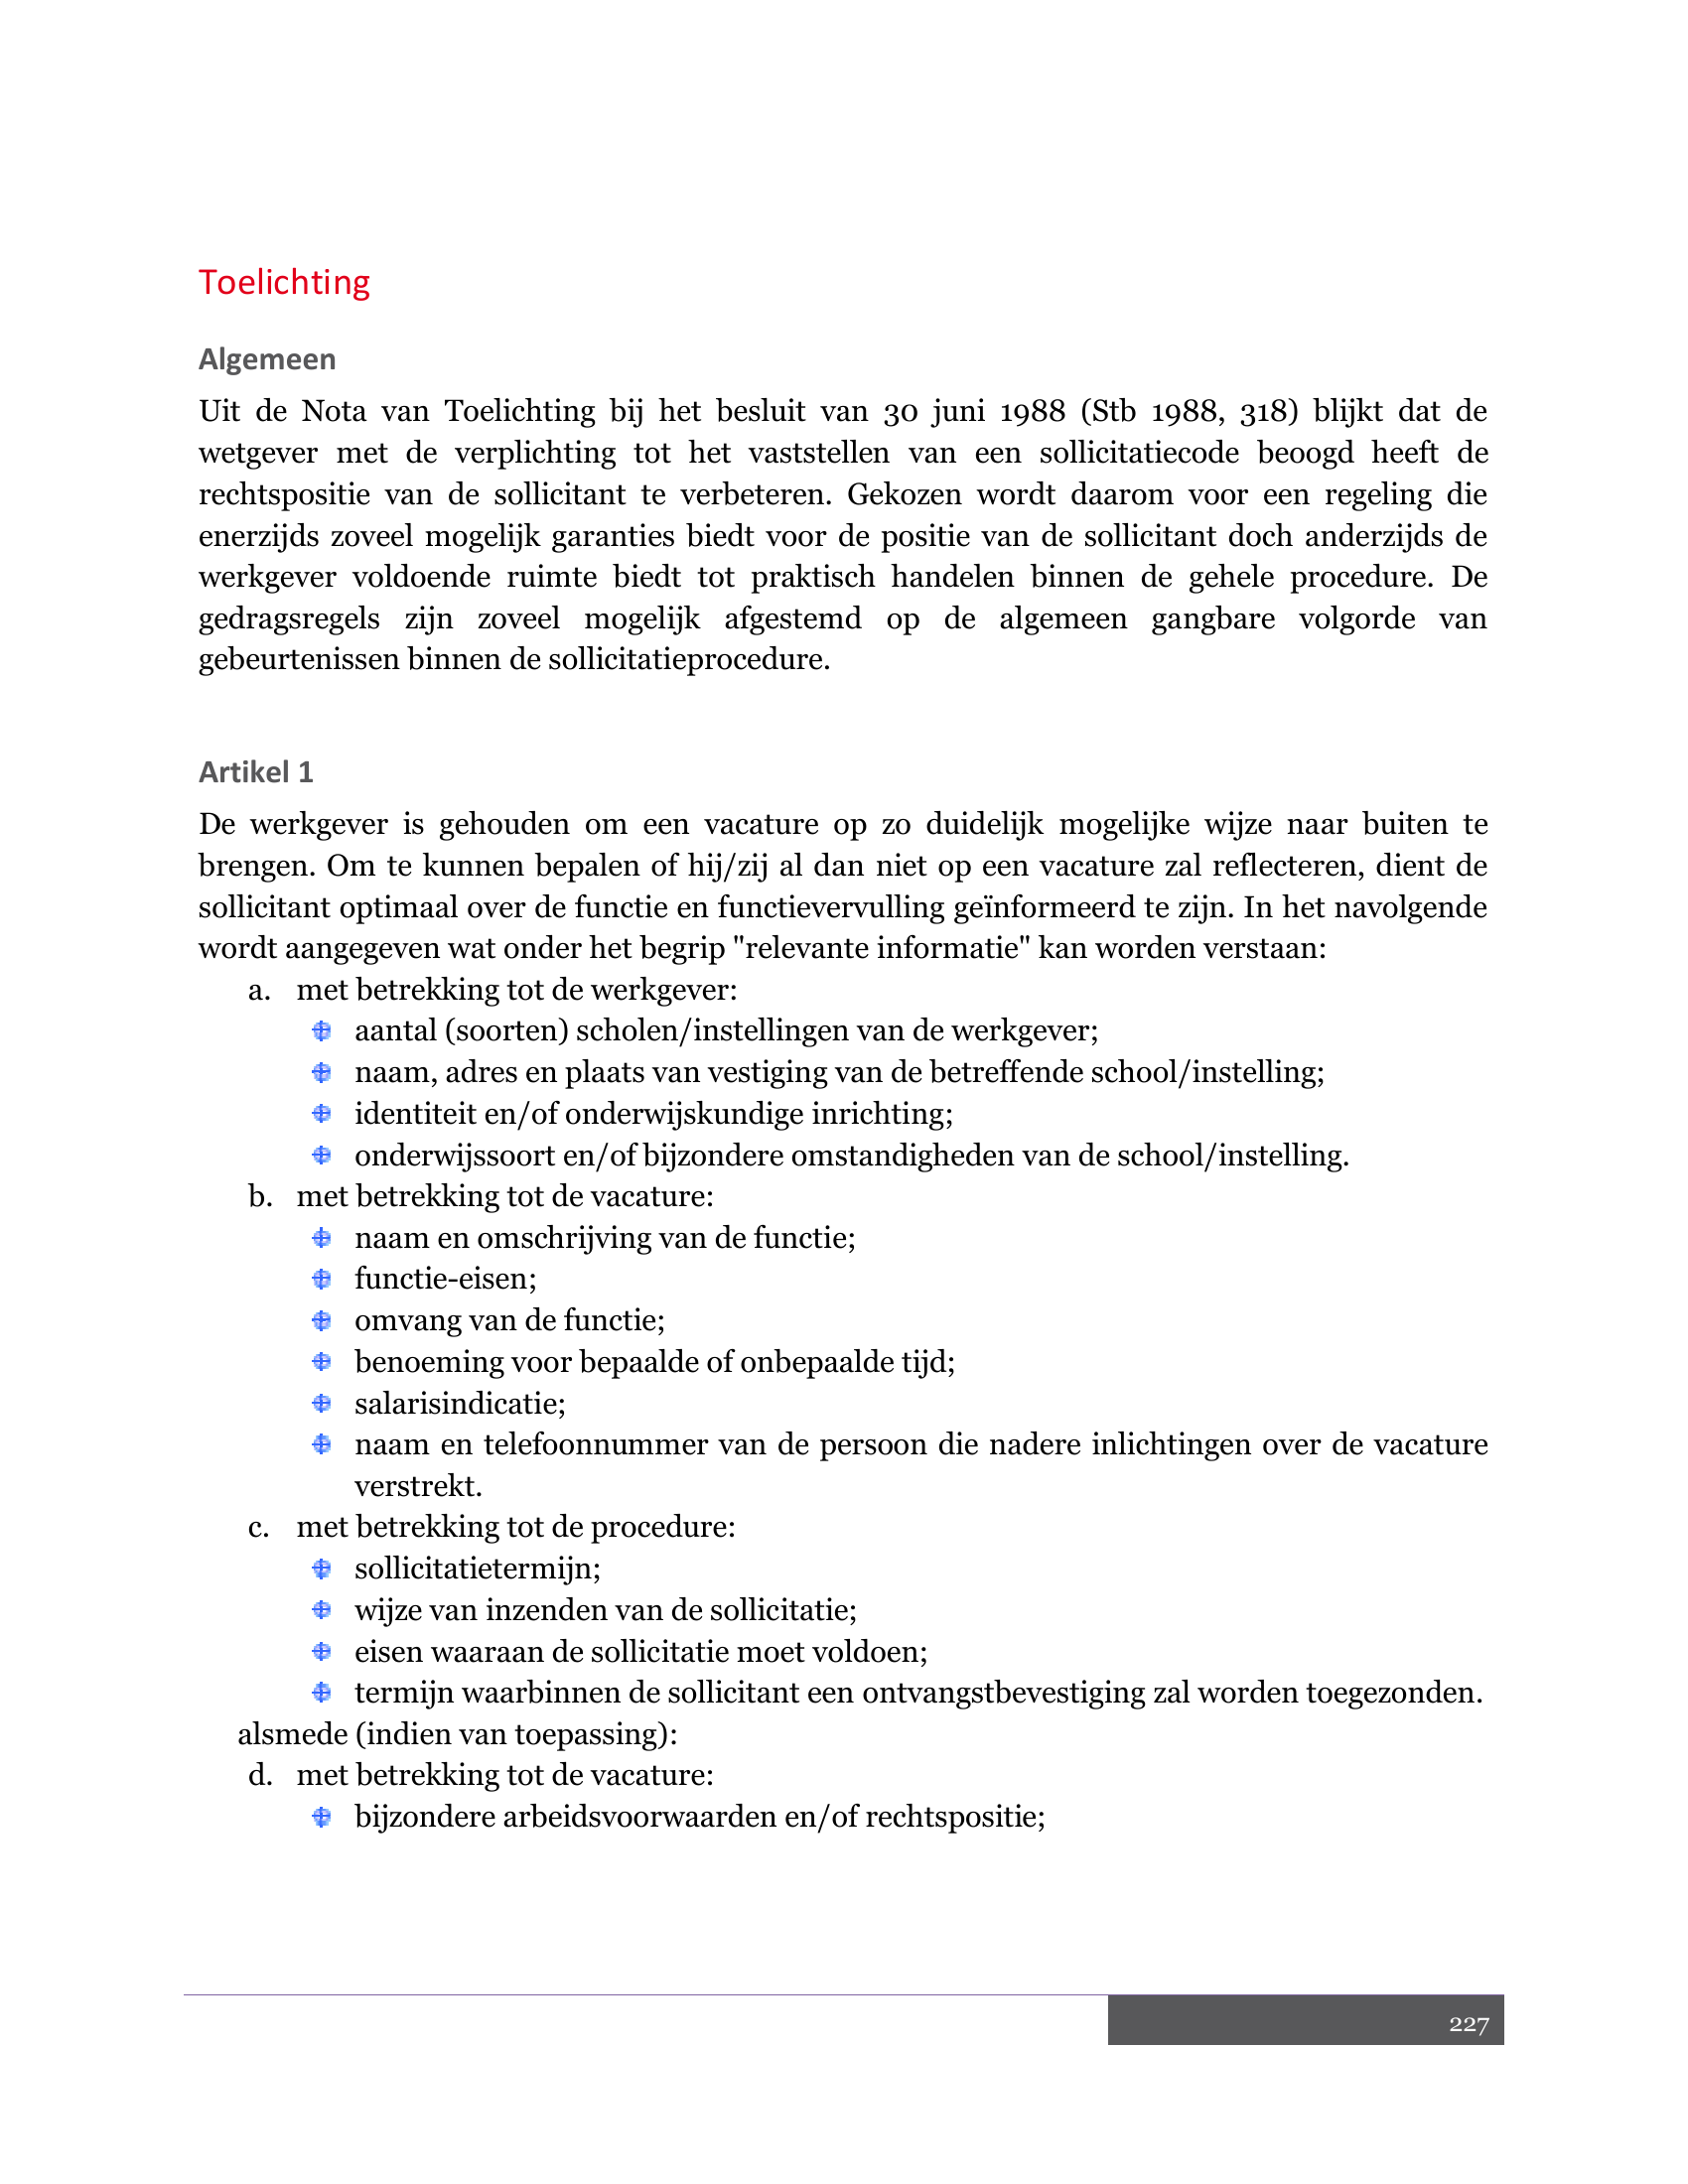 Toelichting
Algemeen
Uit de Nota van Toelichting bij het besluit van 30 juni 1988 (Stb 1988, 318) blijkt dat de
wetgever met de verplichting tot het vaststellen van een sollicitatiecode beoogd heeft de
rechtspositie van de sollicitant te verbeteren. Gekozen wordt daarom voor een regeling die
enerzijds zoveel mogelijk garanties biedt voor de positie van de sollicitant doch anderzijds de
werkgever voldoende ruimte biedt tot praktisch handelen binnen de gehele procedure. De
gedragsregels zijn zoveel mogelijk afgestemd op de algemeen gangbare volgorde van
gebeurtenissen binnen de sollicitatieprocedure.
Artikel 1
De werkgever is gehouden om een vacature op zo duidelijk mogelijke wijze naar buiten te
brengen. Om te kunnen bepalen of hij/zij al dan niet op een vacature zal reflecteren, dient de
sollicitant optimaal over de functie en functievervulling geïnformeerd te zijn. In het navolgende
wordt aangegeven wat onder het begrip "relevante informatie" kan worden verstaan:
a. met betrekking tot de werkgever:
aantal (soorten) scholen/instellingen van de werkgever;
naam, adres en plaats van vestiging van de betreffende school/instelling;
identiteit en/of onderwijskundige inrichting;
onderwijssoort en/of bijzondere omstandigheden van de school/instelling.
b. met betrekking tot de vacature:
naam en omschrijving van de functie;
functie-eisen;
omvang van de functie;
benoeming voor bepaalde of onbepaalde tijd;
salarisindicatie;
naam en telefoonnummer van de persoon die nadere inlichtingen over de vacature
verstrekt.
c. met betrekking tot de procedure:
sollicitatietermijn;
wijze van inzenden van de sollicitatie;
eisen waaraan de sollicitatie moet voldoen;
termijn waarbinnen de sollicitant een ontvangstbevestiging zal worden toegezonden.
alsmede (indien van toepassing):
d. met betrekking tot de vacature:
bijzondere arbeidsvoorwaarden en/of rechtspositie;
227